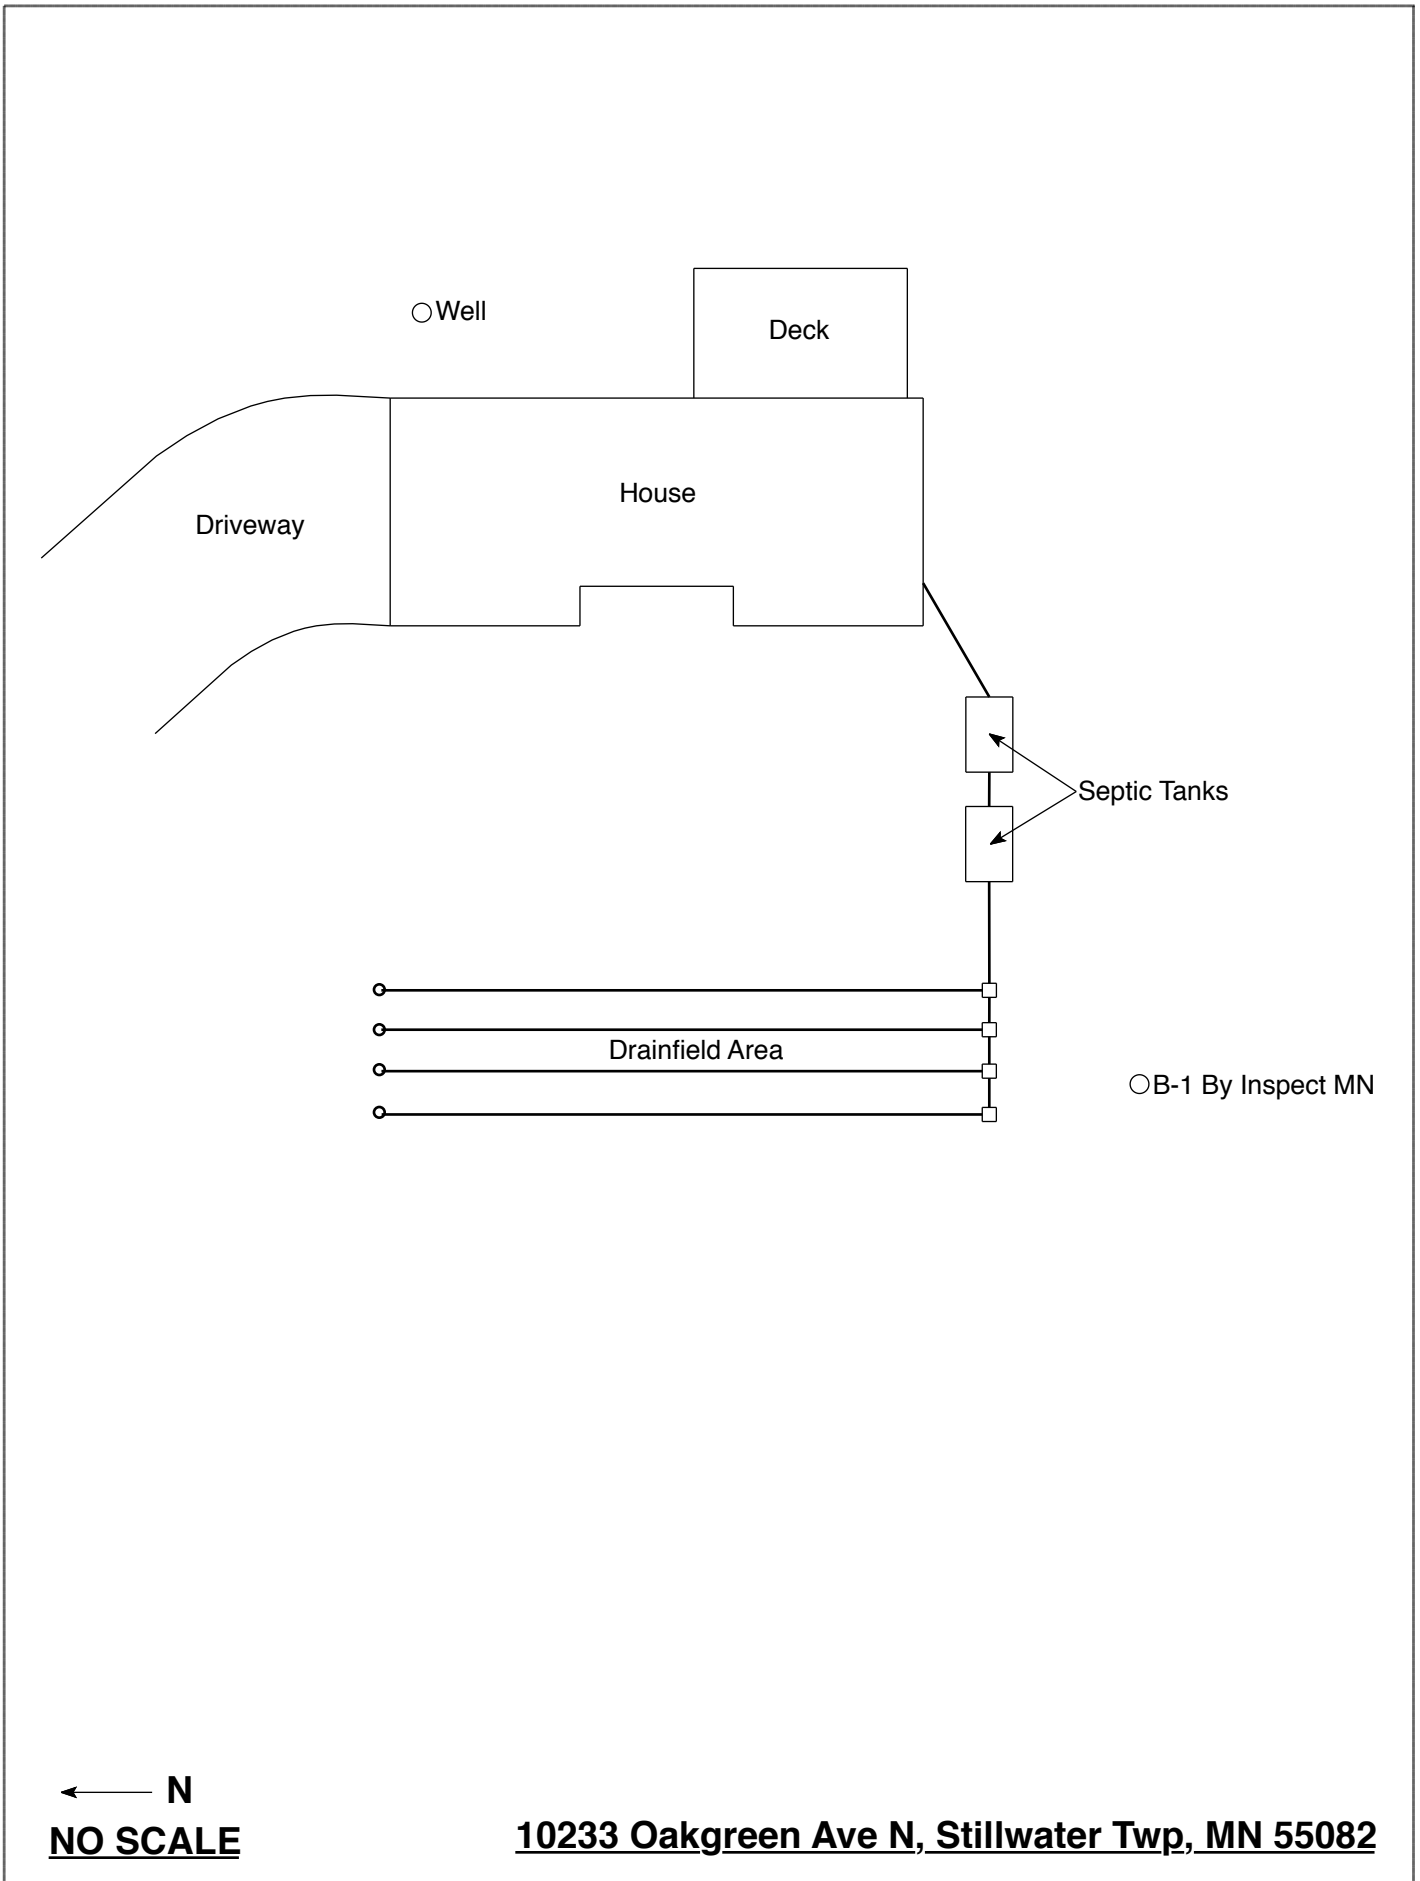 Well
Deck
House
Driveway
Septic Tanks
Drainfield Area
B-1 By Inspect MN
N
NO SCALE
10233 Oakgreen Ave N, Stillwater Twp, MN 55082